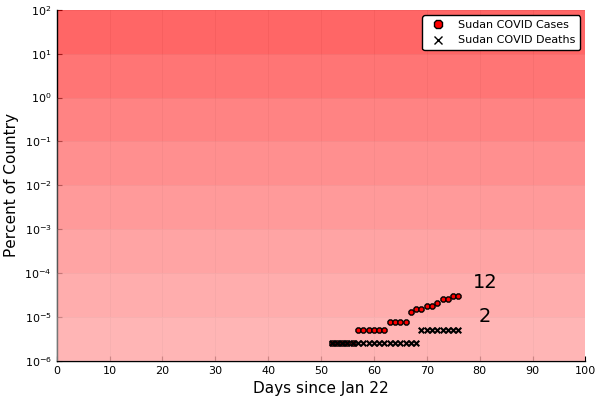 Sudan COVID Cases
Sudan COVID Deaths
Percent of Country
10²
10¹
10⁰
10⁻¹
10⁻²
10⁻³
10⁻⁴
10⁻⁵
10⁻⁶
12
2
0 10 20 30 40 50 60 70 80 90 100
Days since Jan 22